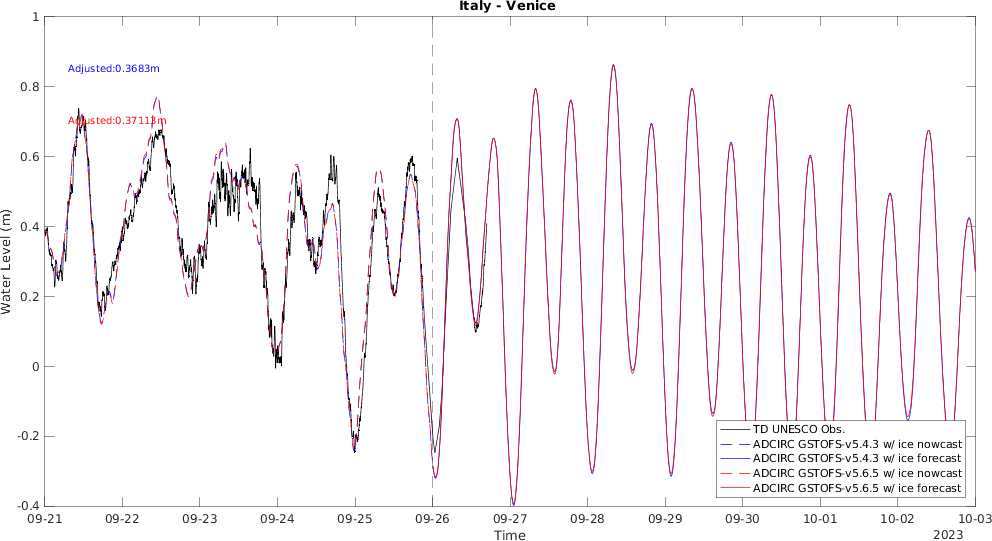 Italy - Venice
1
0.8
0.6
0.4
0.2
0
-0.2
-0.4
Water Level (m)
Adjusted:0.3683m
Adjusted:0.37113m
TD UNESCO Obs.
ADCIRC GSTOFS-v5.4.3 w/ ice nowcast
ADCIRC GSTOFS-v5.4.3 w/ ice forecast
ADCIRC GSTOFS-v5.6.5 w/ ice nowcast
ADCIRC GSTOFS-v5.6.5 w/ ice forecast
09-21 09-22 09-23 09-24 09-25 09-26 09-27 09-28 09-29 09-30 10-01 10-02 10-03
Time
2023